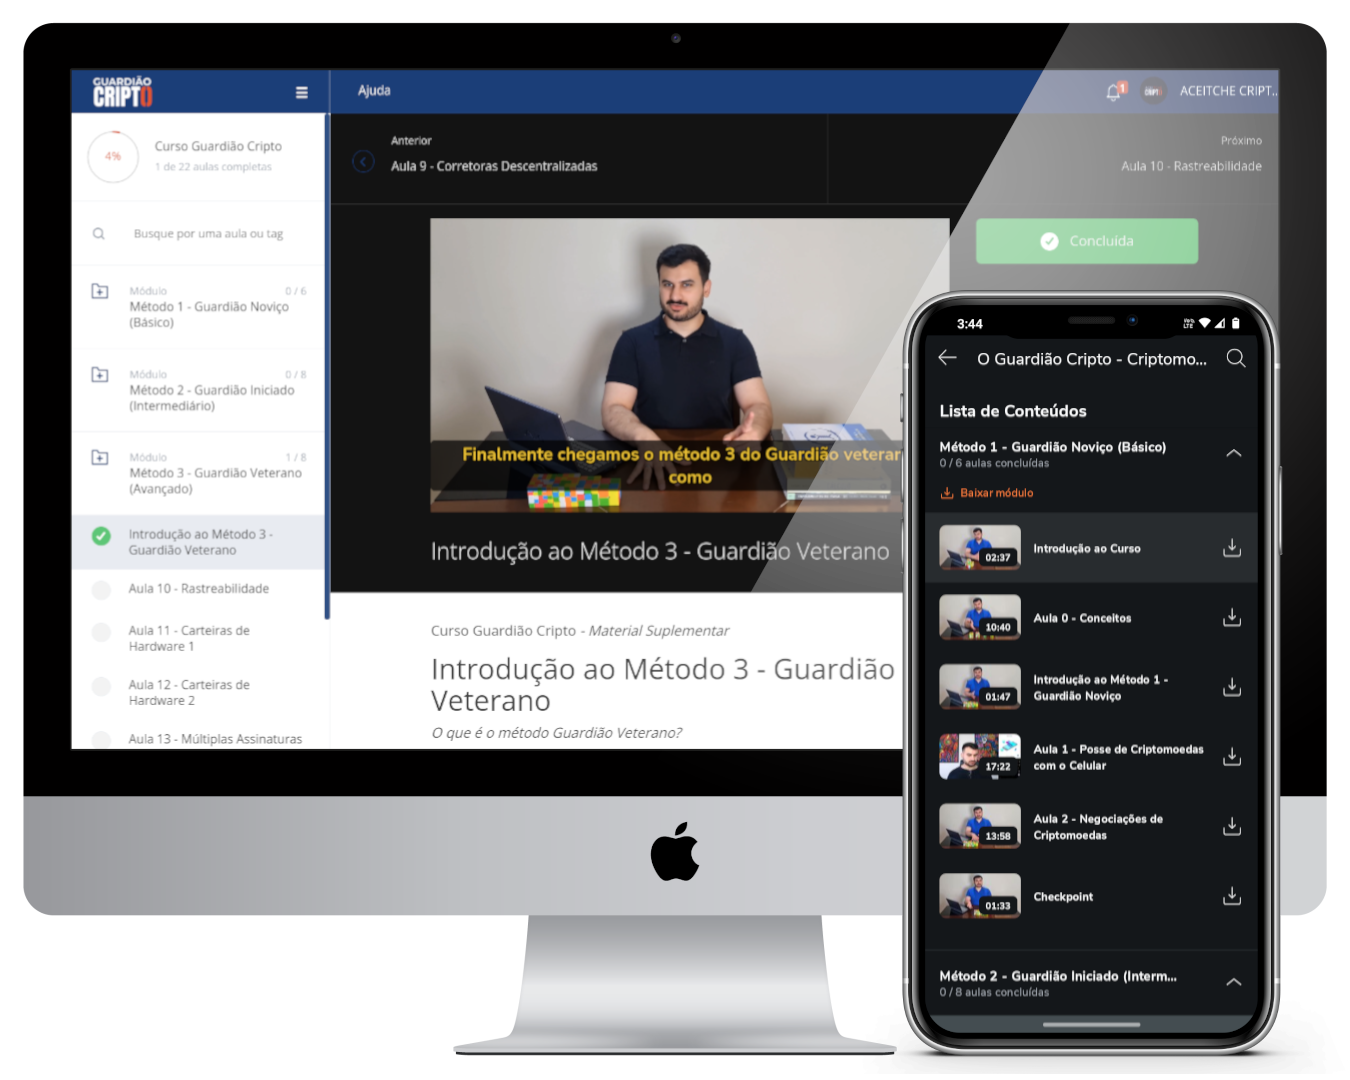 GUARDIÃO
CRIPTO
Ajuda
1
ACEITCHE CRIPT..
4%
Curso Guardião Cripto
1 de 22 aulas completas
Busque por uma aula ou tag
Módulo
0 / 6
Método 1 - Guardião Noviço
(Básico)
Módulo
0 / 8
Método 2 - Guardião Iniciado
(Intermediário)
Módulo
1 / 8
Método 3 - Guardião Veterano
(Avançado)
Introdução ao Método 3 -
Guardião Veterano
Aula 10 - Rastreabilidade
Aula 11 - Carteiras de
Hardware 1
Aula 12 - Carteiras de
Hardware 2
Aula 13 - Múltiplas Assinaturas
Anterior
Aula 9 - Corretoras Descentralizadas
Próximo
Aula 10 - Rastreabilidade
Concluída
Finalmente chegamos o método 3 do Guardião veterar
como
Introdução ao Método 3 - Guardião Veterano
Curso Guardião Cripto - Material Suplementar
Introdução ao Método 3 - Guardião
Veterano
O que é o método Guardião Veterano?
3:44
LTE
O Guardião Cripto - Criptomo...
Lista de Conteúdos
Método 1 - Guardião Noviço (Básico)
0 / 6 aulas concluídas
Baixar módulo
02:37
Introdução ao Curso
10:40
Aula 0 - Conceitos
01:47
Introdução ao Método 1 -
Guardião Noviço
17:22
Aula 1 - Posse de Criptomoedas
com o Celular
13:58
Aula 2 - Negociações de
Criptomoedas
01:33
Checkpoint
Método 2 - Guardião Iniciado (Interm...
0 / 8 aulas concluídas